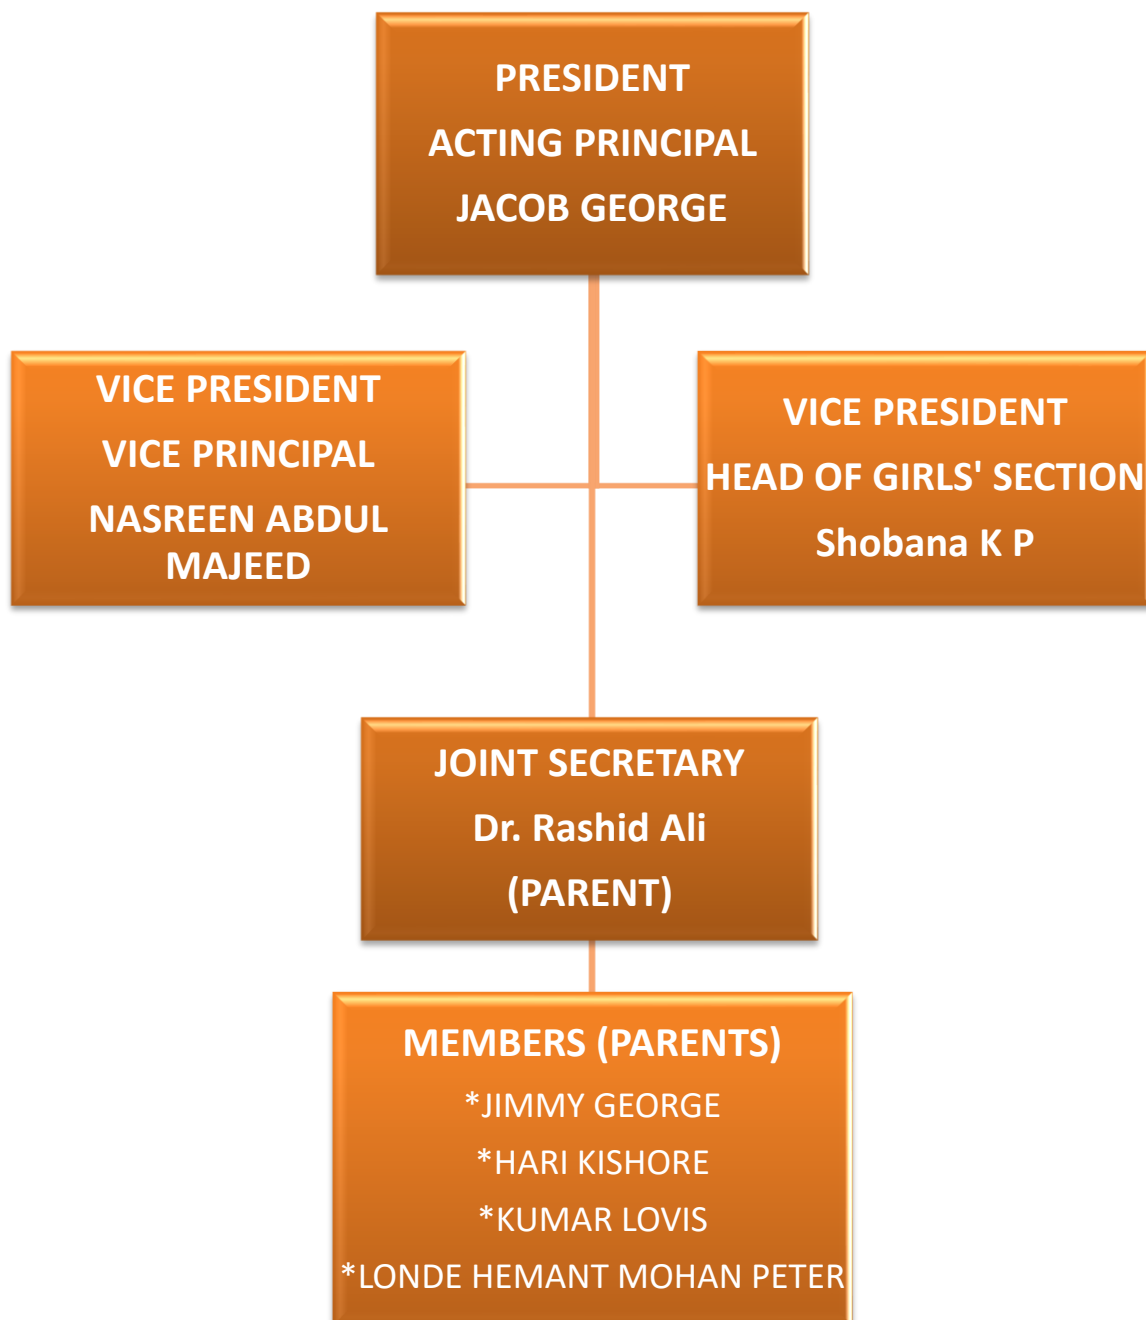 PRESIDENT
ACTING PRINCIPAL
JACOB GEORGE
VICE PRESIDENT
VICE PRINCIPAL
NASREEN ABDUL
MAJEED
VICE PRESIDENT
HEAD OF GIRLS' SECTION
Shobana K P
JOINT SECRETARY
Dr. Rashid Ali
(PARENT)
MEMBERS (PARENTS)
*JIMMY GEORGE
*HARI KISHORE
*KUMAR LOVIS
*LONDE HEMANT MOHAN PETER